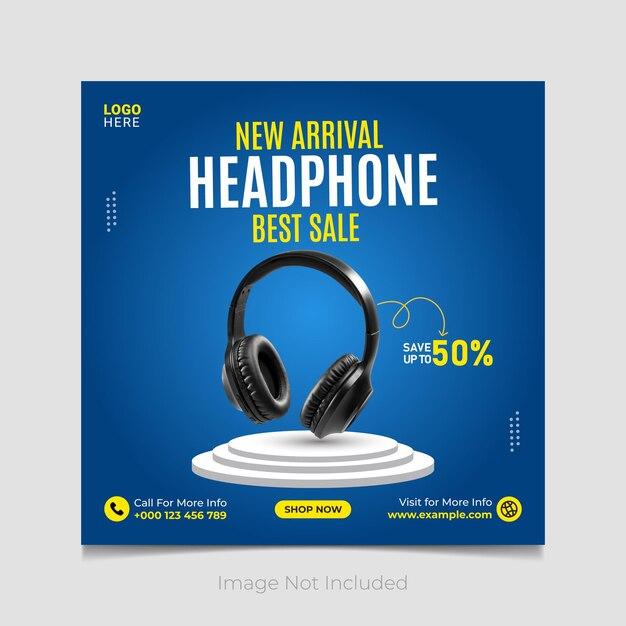 LOGO
HERE
NEW ARRIVAL
HEADPHONE
BEST SALE
SAVE
UP TO 50%
Call For More Info
+000 123 456 789
SHOP NOW
Visit for More Info
www.example.com
Image Not Included